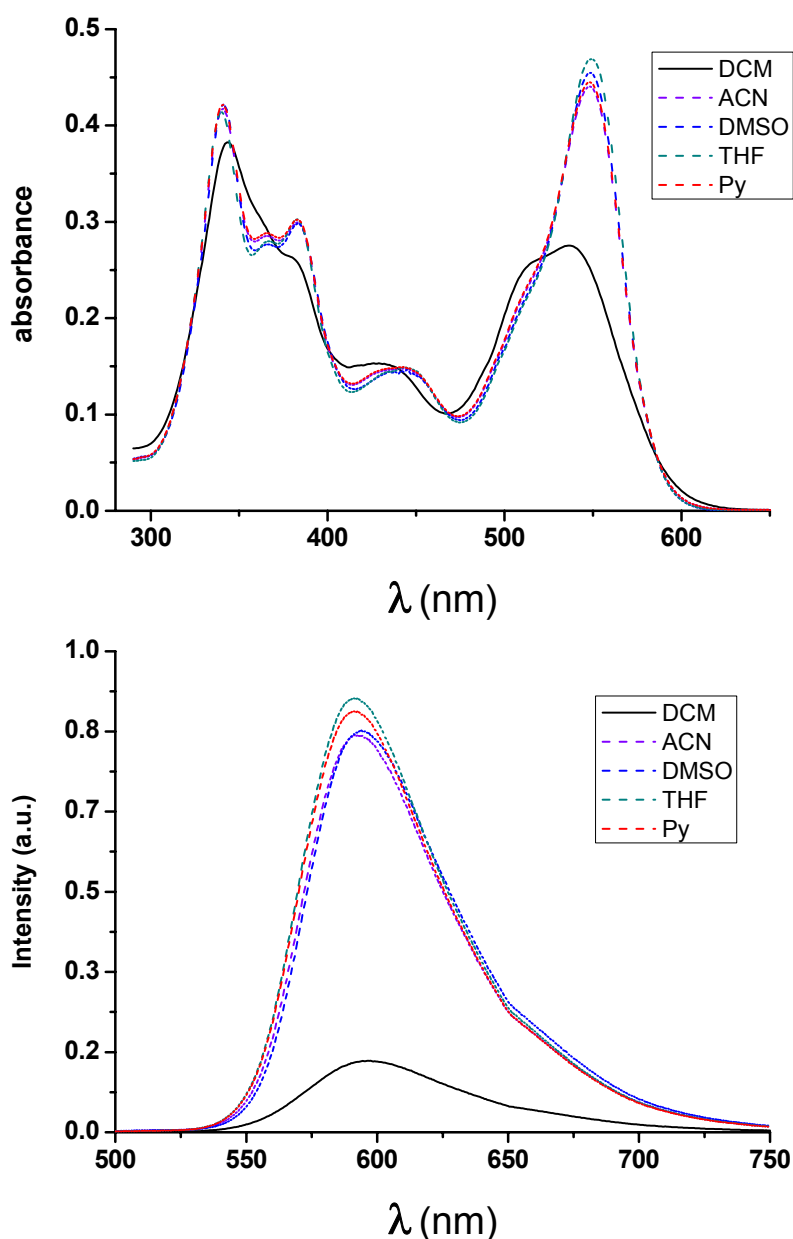 absorbance
0.5
0.4
0.3
0.2
0.1
0.0
DCM
ACN
DMSO
THF
Py
300 400 500 600
λ (nm)
Intensity (a.u.)
1.0
0.8
0.7
0.5
0.3
0.2
0.0
DCM
ACN
DMSO
THF
Py
500 550 600 650 700 750
λ (nm)